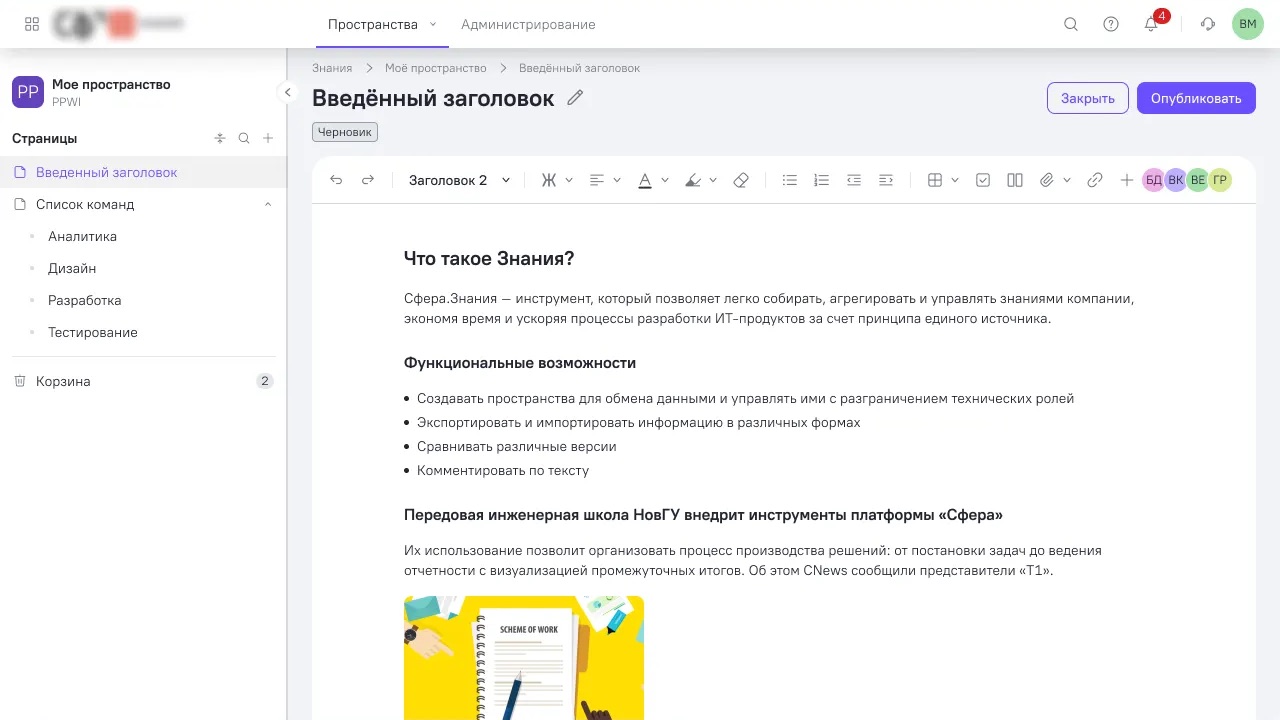 Пространства
Администрирование
4
ВМ
PP
Мое пространство
PPWI
Страницы
Введенный заголовок
Список команд
Аналитика
Дизайн
Разработка
Тестирование
Корзина
2
Знания
Моё пространство
Введённый заголовок
Введённый заголовок
Закрыть
Опубликовать
Черновик
Заголовок 2
Ж
A
БД
ВК
ВЕ
ГР
Что такое Знания?
Сфера.Знания — инструмент, который позволяет легко собирать, агрегировать и управлять знаниями компании,
экономя время и ускоряя процессы разработки ИТ-продуктов за счет принципа единого источника.
Функциональные возможности
Создавать пространства для обмена данными и управлять ими с разграничением технических ролей
Экспортировать и импортировать информацию в различных формах
Сравнивать различные версии
Комментировать по тексту
Передовая инженерная школа НовГУ внедрит инструменты платформы «Сфера»
Их использование позволит организовать процесс производства решений: от постановки задач до ведения
отчетности с визуализацией промежуточных итогов. Об этом CNews сообщили представители «Т1».
SCHEME OF WORK